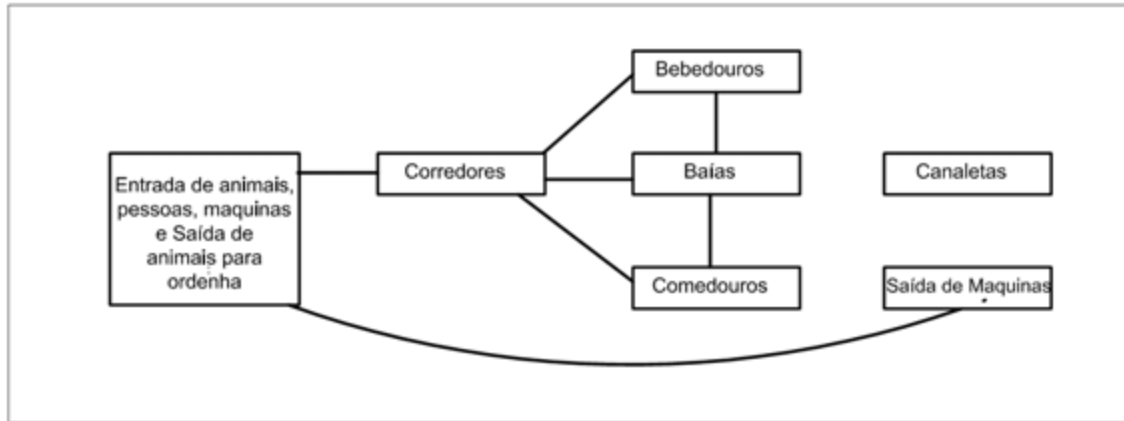 Bebedouros
Corredores
Baías
Canaletas
Entrada de animais,
pessoas, maquinas
e Saída de
animais para
ordenha
Comedouros
Saída de Maquinas